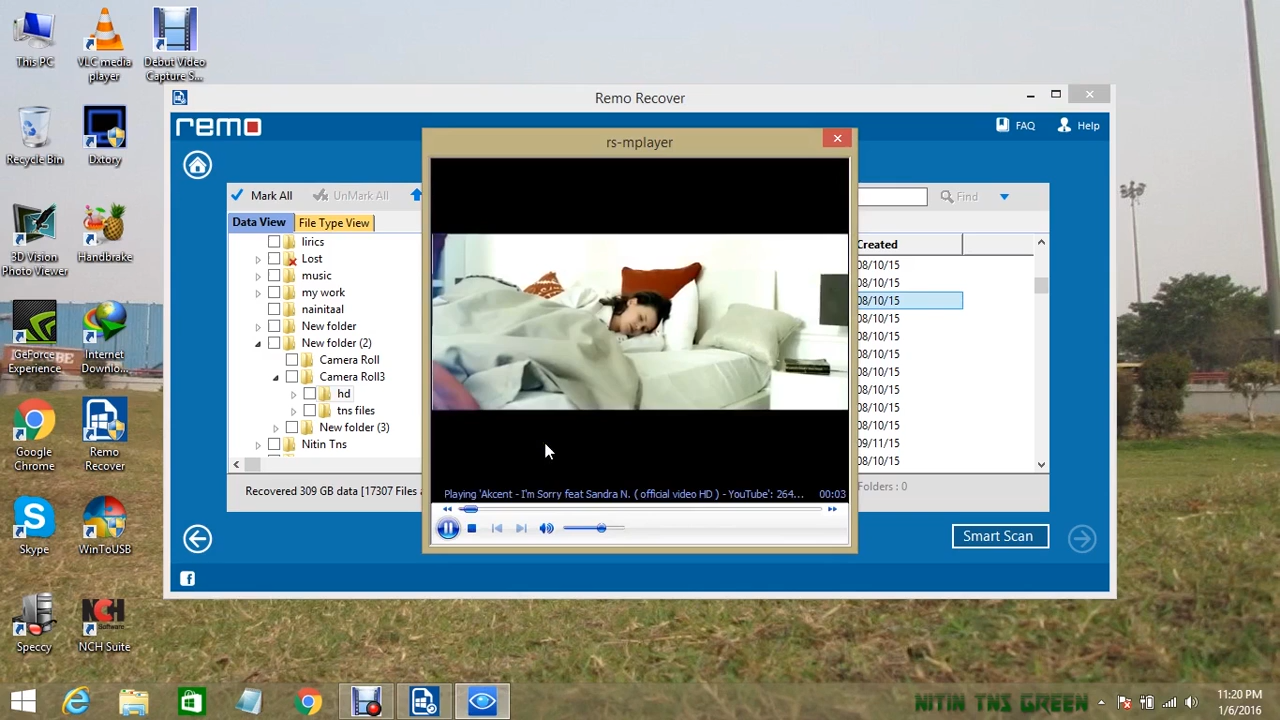 This PC
VLC media
player
Debut Video
Capture S...
Recycle Bin
Dxtory
3D Vision
Photo Viewer
Handbrake
GeForce
Experience
Internet
Downlo...
Google
Chrome
Remo
Recover
Skype
WinToUSB
Speccy
NCH Software
NCH Suite
Remo Recover
remo
FAQ
Help
Mark All
UnMark All
Find
Data View
File Type View
lirics
Lost
music
my work
nainitaal
New folder
New folder (2)
Camera Roll
Camera Roll3
hd
tns files
New folder (3)
Nitin Tns
Recovered 309 GB data [17307 Files
rs-mplayer
Playing 'Akcent - I'm Sorry feat Sandra N. ( official video HD ) - YouTube': 264...
00:03
Created
08/10/15
08/10/15
08/10/15
08/10/15
08/10/15
08/10/15
08/10/15
08/10/15
08/10/15
08/10/15
09/11/15
08/10/15
Folders : 0
Smart Scan
NITIN TNS GREEN
11:20 PM
1/6/2016